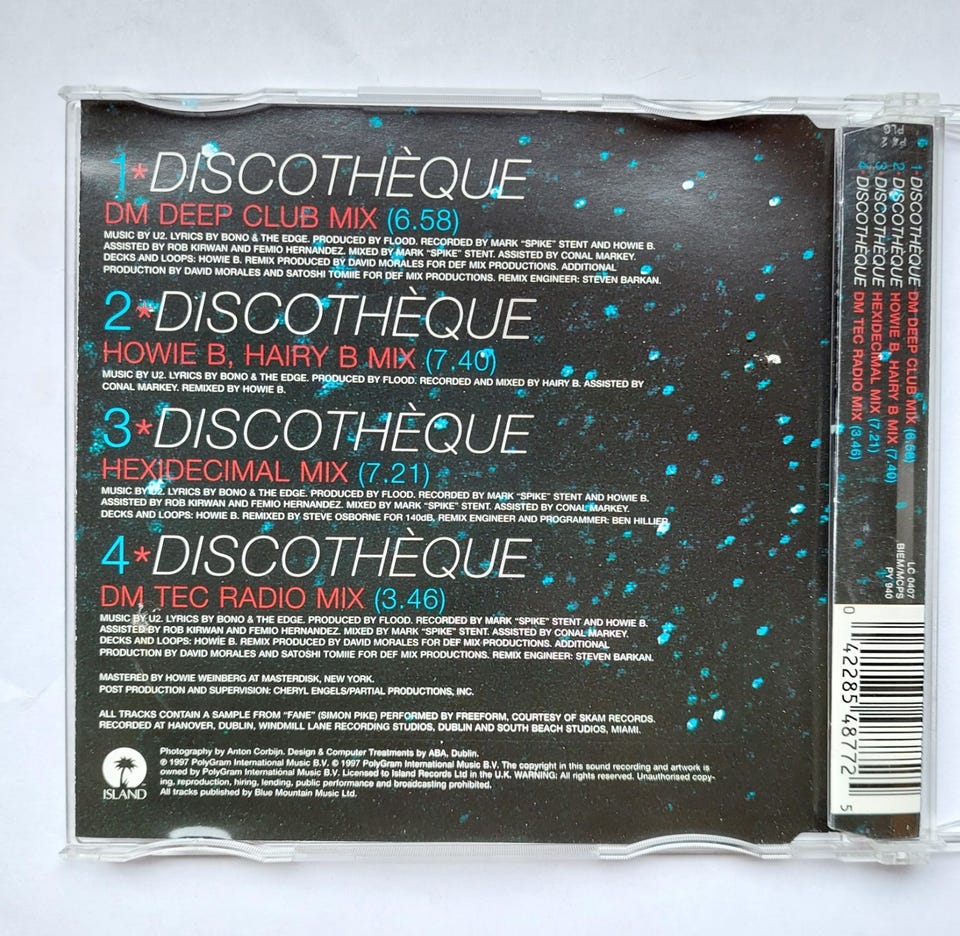 1*DISCOTHÈQUE
DM DEEP CLUB MIX (6.58)
MUSIC BY U2. LYRICS BY BONO & THE EDGE. PRODUCED BY FLOOD. RECORDED BY MARK “SPIKE” STENT AND HOWIE B.
ASSISTED BY ROB KIRWAN AND FEMIO HERNANDEZ. MIXED BY MARK “SPIKE” STENT. ASSISTED BY CONAL MARKEY.
DECKS AND LOOPS: HOWIE B. REMIX PRODUCED BY DAVID MORALES FOR DEF MIX PRODUCTIONS. ADDITIONAL
PRODUCTION BY DAVID MORALES AND SATOSHI TOMIIE FOR DEF MIX PRODUCTIONS. REMIX ENGINEER: STEVEN BARKAN.
2*DISCOTHÈQUE
HOWIE B, HAIRY B MIX (7.40)
MUSIC BY U2. LYRICS BY BONO & THE EDGE. PRODUCED BY FLOOD. RECORDED AND MIXED BY HAIRY B. ASSISTED BY
CONAL MARKEY. REMIXED BY HOWIE B.
3*DISCOTHÈQUE
HEXIDECIMAL MIX (7.21)
MUSIC BY U2. LYRICS BY BONO & THE EDGE. PRODUCED BY FLOOD. RECORDED BY MARK “SPIKE” STENT AND HOWIE B.
ASSISTED BY ROB KIRWAN AND FEMIO HERNANDEZ. MIXED BY MARK “SPIKE” STENT. ASSISTED BY CONAL MARKEY.
DECKS AND LOOPS: HOWIE B. REMIXED BY STEVE OSBORNE FOR 140dB. REMIX ENGINEER AND PROGRAMMER: BEN HILLIER.
4*DISCOTHÈQUE
DM TEC RADIO MIX (3.46)
MUSIC BY U2. LYRICS BY BONO & THE EDGE. PRODUCED BY FLOOD. RECORDED BY MARK “SPIKE” STENT AND HOWIE B.
ASSISTED BY ROB KIRWAN AND FEMIO HERNANDEZ. MIXED BY MARK “SPIKE” STENT. ASSISTED BY CONAL MARKEY.
DECKS AND LOOPS: HOWIE B. REMIX PRODUCED BY DAVID MORALES FOR DEF MIX PRODUCTIONS. ADDITIONAL
PRODUCTION BY DAVID MORALES AND SATOSHI TOMIIE FOR DEF MIX PRODUCTIONS. REMIX ENGINEER: STEVEN BARKAN.
MASTERED BY HOWIE WEINBERG AT MASTERDISK, NEW YORK.
POST PRODUCTION AND SUPERVISION: CHERYL ENGELS/PARTIAL PRODUCTIONS, INC.
ALL TRACKS CONTAIN A SAMPLE FROM “FANE” (SIMON PIKE) PERFORMED BY FREEFORM, COURTESY OF SKAM RECORDS.
RECORDED AT HANOVER, DUBLIN, WINDMILL LANE RECORDING STUDIOS, DUBLIN AND SOUTH BEACH STUDIOS, MIAMI.
Photography by Anton Corbijn. Design & Computer Treatments by ABA, Dublin.
℗ 1997 PolyGram International Music B.V. © 1997 PolyGram International Music B.V. The copyright in this sound recording and artwork is
owned by PolyGram International Music B.V. Licensed to Island Records Ltd in the U.K. WARNING: All rights reserved. Unauthorised copy-
ing, reproduction, hiring, lending, public performance and broadcasting prohibited.
All tracks published by Blue Mountain Music Ltd.
ISLAND
1*DISCOTHÈQUE DM DEEP CLUB MIX (6.58)
2*DISCOTHÈQUE HOWIE B, HAIRY B MIX (7.40)
3*DISCOTHÈQUE HEXIDECIMAL MIX (7.21)
4*DISCOTHÈQUE DM TEC RADIO MIX (3.46)
LC 0407
BIEM/MCPS
PY 940
0 42285 48772 5